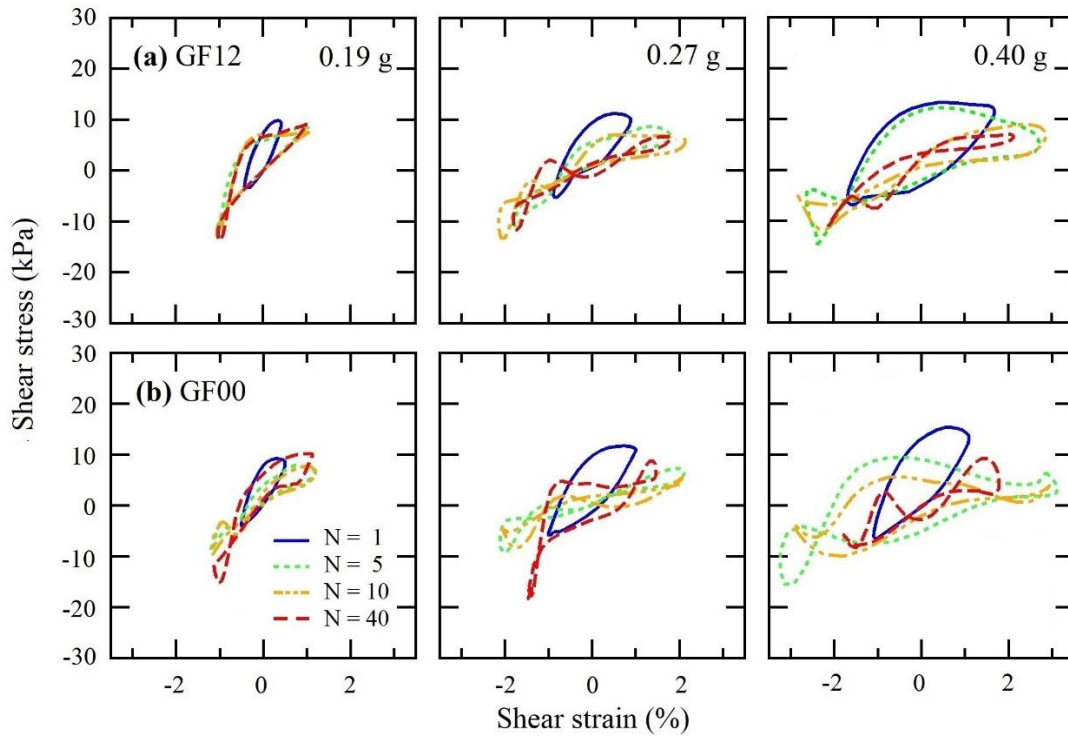 30
(a) GF12 0.19 g
20
10
0
-10
-20
-30
0.27 g
0.40 g
Shear stress (kPa)
30
(b) GF00
20
10
0
-10
-20
-30
N = 1
N = 5
N = 10
N = 40
-2 0 2
-2 0 2
-2 0 2
Shear strain (%)